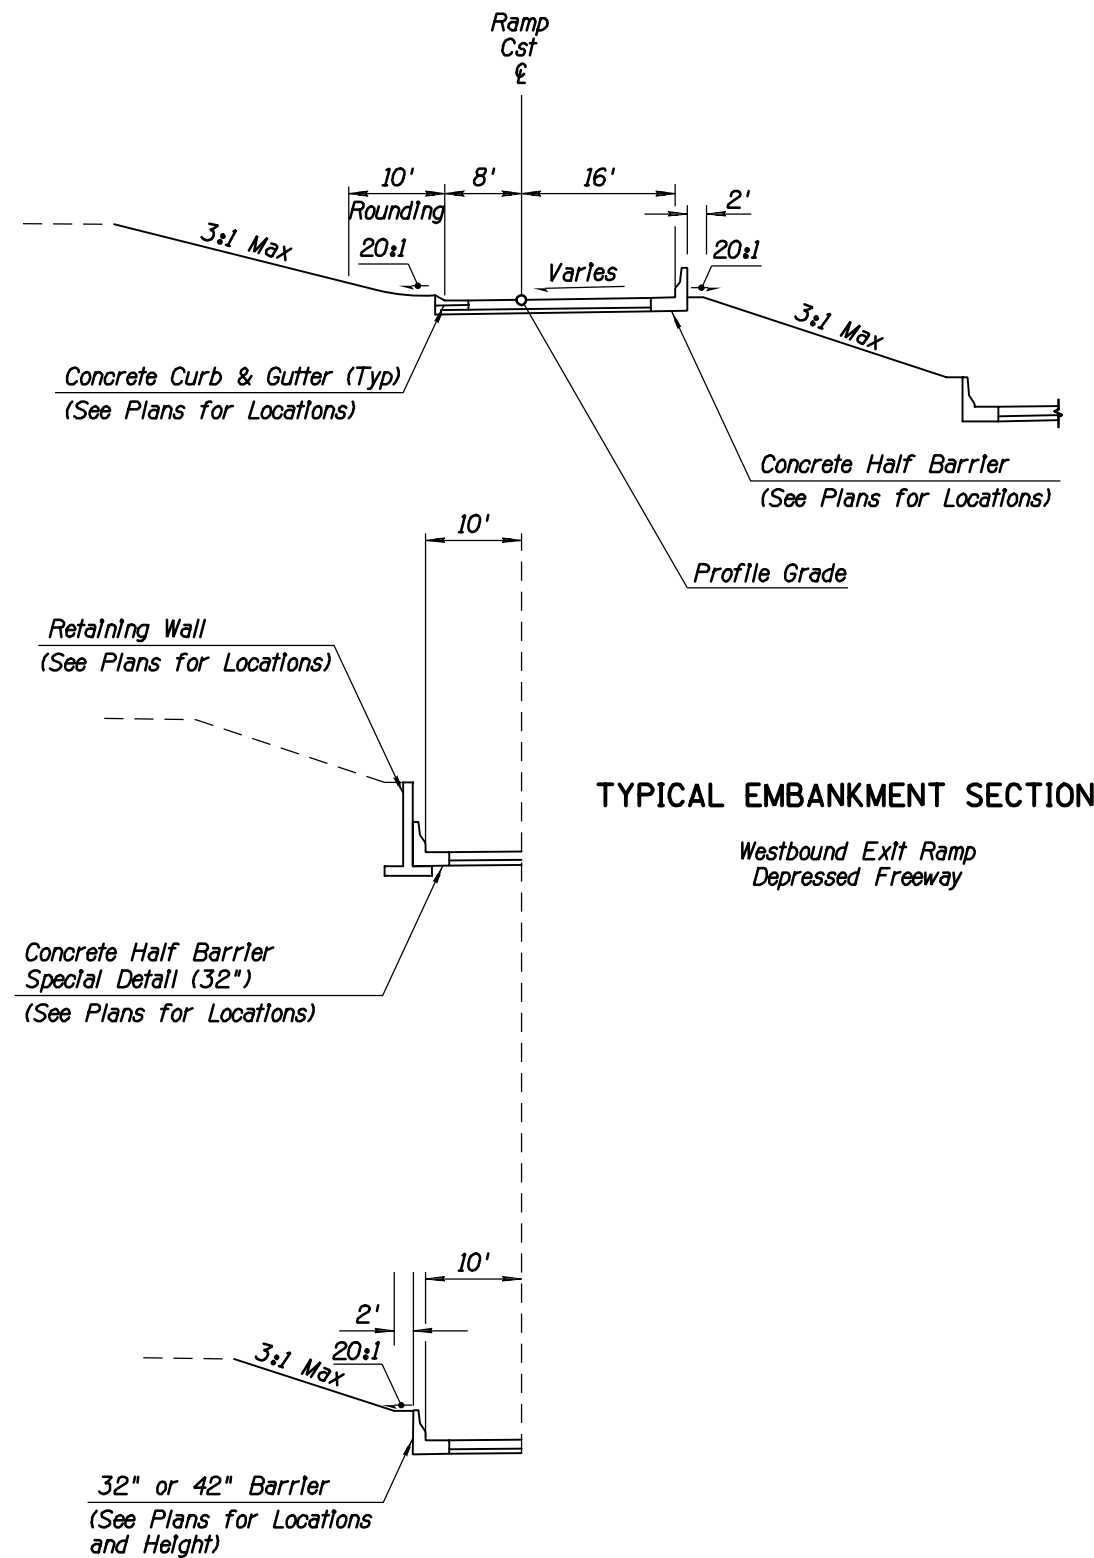 Ramp
Cst
℄
10'
8'
16'
2'
Rounding
3:1 Max
20:1
Varies
20:1
3:1 Max
Concrete Curb & Gutter (Typ)
(See Plans for Locations)
Concrete Half Barrier
(See Plans for Locations)
10'
Profile Grade
Retaining Wall
(See Plans for Locations)
TYPICAL EMBANKMENT SECTION
Westbound Exit Ramp
Depressed Freeway
Concrete Half Barrier
Special Detail (32")
(See Plans for Locations)
10'
2'
3:1 Max
20:1
32" or 42" Barrier
(See Plans for Locations
and Height)